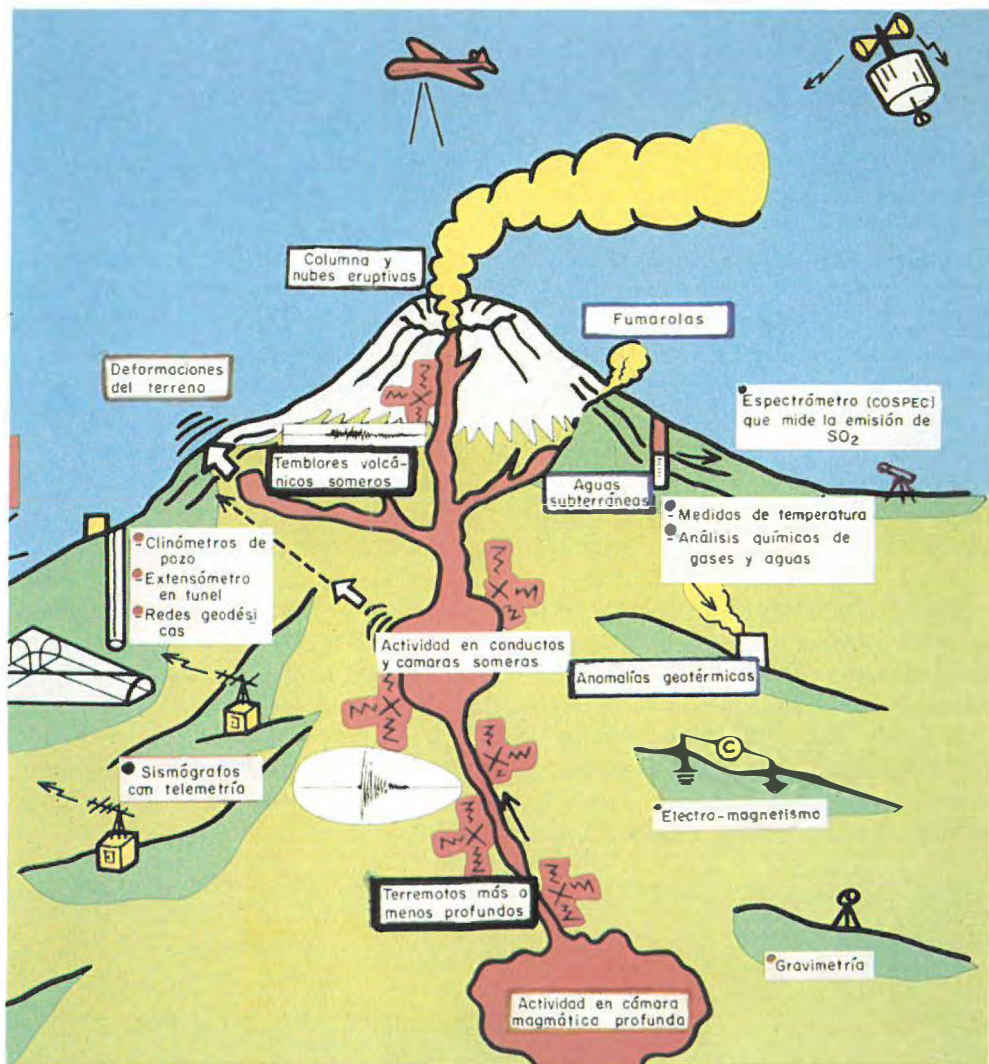 Columna y
nubes eruptivas
Fumarolas
Deformaciones
del terreno
Espectrómetro (COSPEC)
que mide la emisión de
SO2
Temblores volcá-
nicos someros
Aguas
subterráneas
- Medidas de temperatura
- Análisis químicos de
gases y aguas
- Clinómetros de
pozo
- Extensómetro
en tunel
- Redes geodési
cas
Actividad en conductos
y camaras someras
Anomalías geotérmicas
C
Sismógrafos
con telemetría
Electro-magnetismo
Terremotos más o
menos profundos
Gravimetría
Actividad en cámara
magmática profunda